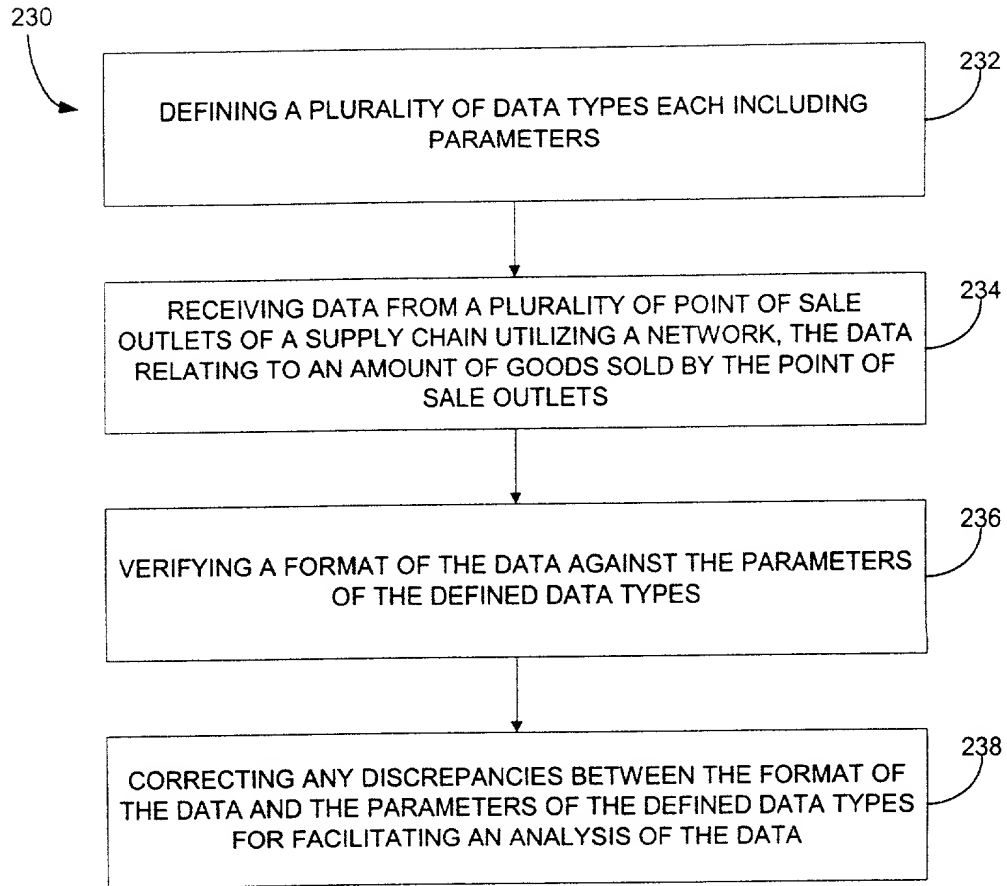 230
232
DEFINING A PLURALITY OF DATA TYPES EACH INCLUDING
PARAMETERS
234
RECEIVING DATA FROM A PLURALITY OF POINT OF SALE
OUTLETS OF A SUPPLY CHAIN UTILIZING A NETWORK, THE DATA
RELATING TO AN AMOUNT OF GOODS SOLD BY THE POINT OF
SALE OUTLETS
236
VERIFYING A FORMAT OF THE DATA AGAINST THE PARAMETERS
OF THE DEFINED DATA TYPES
238
CORRECTING ANY DISCREPANCIES BETWEEN THE FORMAT OF
THE DATA AND THE PARAMETERS OF THE DEFINED DATA TYPES
FOR FACILITATING AN ANALYSIS OF THE DATA